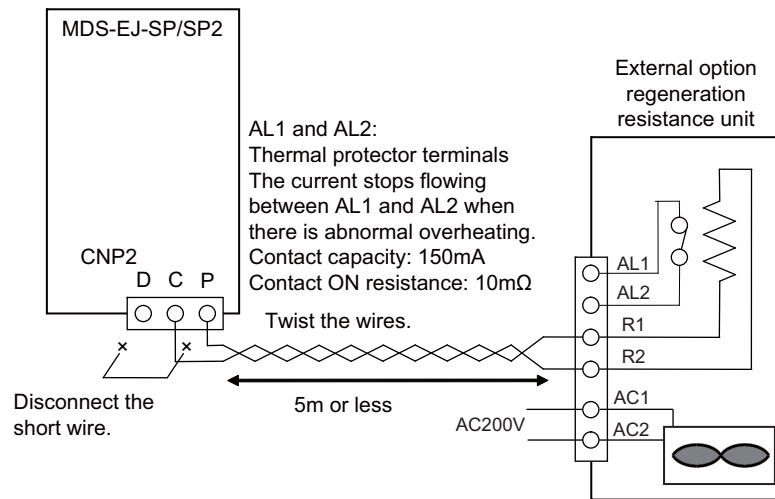 MDS-EJ-SP/SP2
External option
regeneration
resistance unit
AL1 and AL2:
Thermal protector terminals
The current stops flowing
between AL1 and AL2 when
there is abnormal overheating.
Contact capacity: 150mA
Contact ON resistance: 10mΩ
CNP2
D C P
Twist the wires.
AL1
AL2
R1
R2
Disconnect the
short wire.
5m or less
AC200V
AC1
AC2